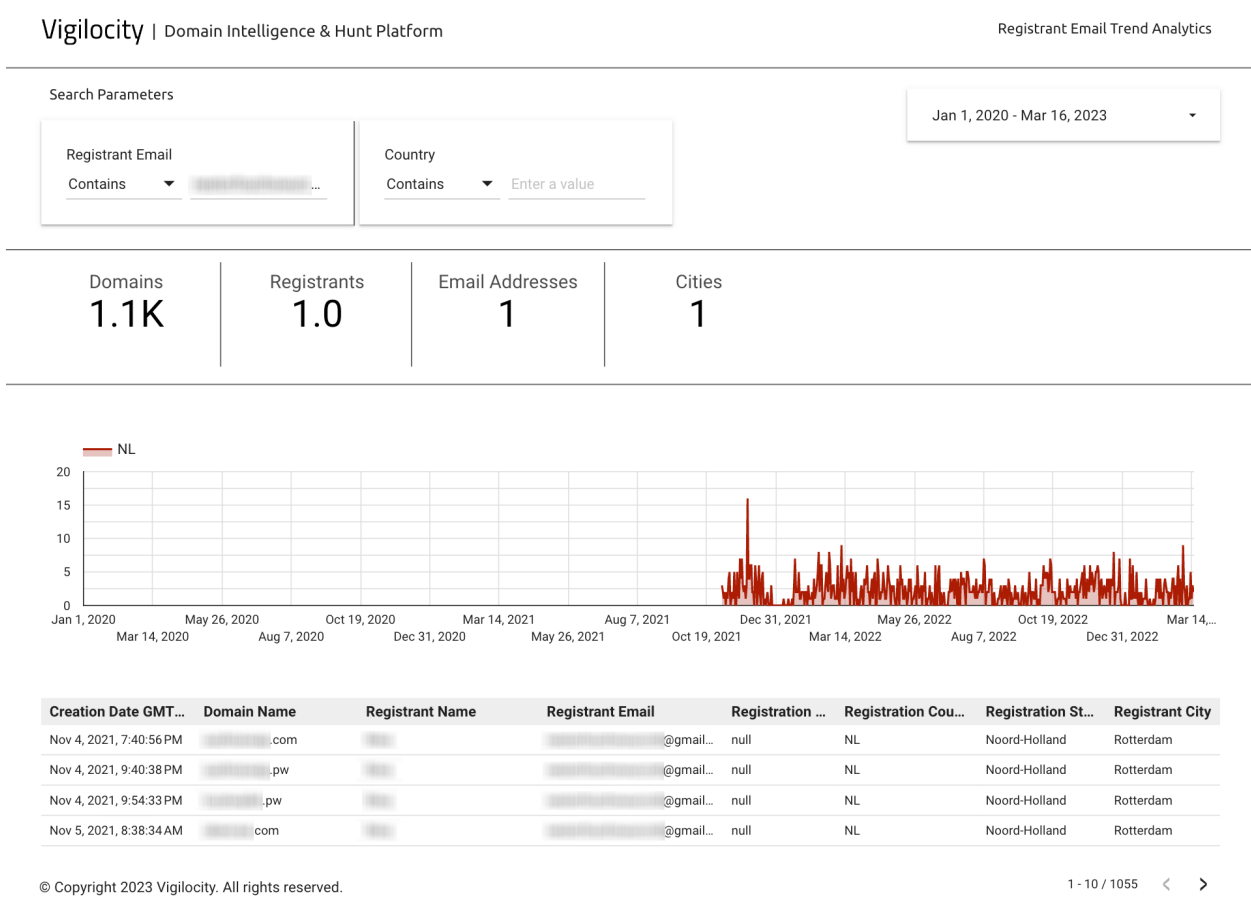 Vigilocity | Domain Intelligence & Hunt Platform
Registrant Email Trend Analytics
Search Parameters
Jan 1, 2020 - Mar 16, 2023
Registrant Email
Contains
...
Country
Contains
Enter a value
Domains
1.1K
Registrants
1.0
Email Addresses
1
Cities
1
NL
20
15
10
5
0
Jan 1, 2020 May 26, 2020 Oct 19, 2020 Mar 14, 2021 Aug 7, 2021 Dec 31, 2021 May 26, 2022 Oct 19, 2022 Mar 14,...
Mar 14, 2020 Aug 7, 2020 Dec 31, 2020 May 26, 2021 Oct 19, 2021 Mar 14, 2022 Aug 7, 2022 Dec 31, 2022
Creation Date GMT... Domain Name Registrant Name Registrant Email Registration ... Registration Cou... Registration St... Registrant City
Nov 4, 2021, 7:40:56 PM .com @gmail... null NL Noord-Holland Rotterdam
Nov 4, 2021, 9:40:38 PM .pw @gmail... null NL Noord-Holland Rotterdam
Nov 4, 2021, 9:54:33 PM .pw @gmail... null NL Noord-Holland Rotterdam
Nov 5, 2021, 8:38:34 AM com @gmail... null NL Noord-Holland Rotterdam
© Copyright 2023 Vigilocity. All rights reserved.
1 - 10 / 1055